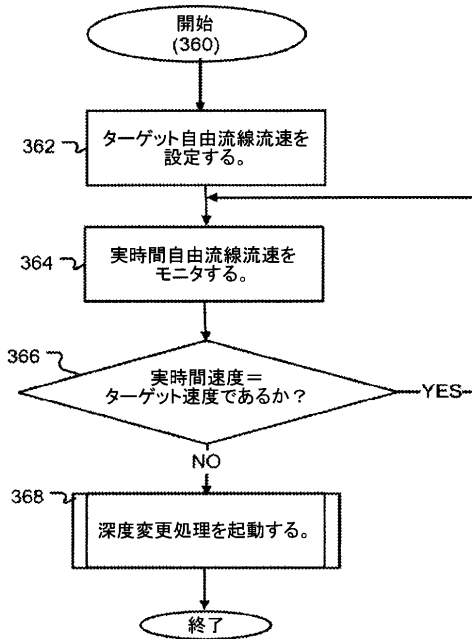 開始
(360)
362
ターゲット自由流線流速を
設定する。
364
実時間自由流線流速を
モニタする。
366
実時間速度=
ターゲット速度であるか?
YES
NO
368
深度変更処理を起動する。
終了